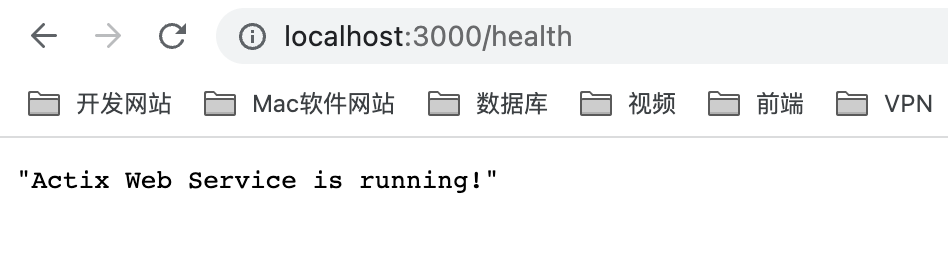 localhost:3000/health
开发网站 Mac软件网站 数据库 视频 前端 VPN
"Actix Web Service is running!"